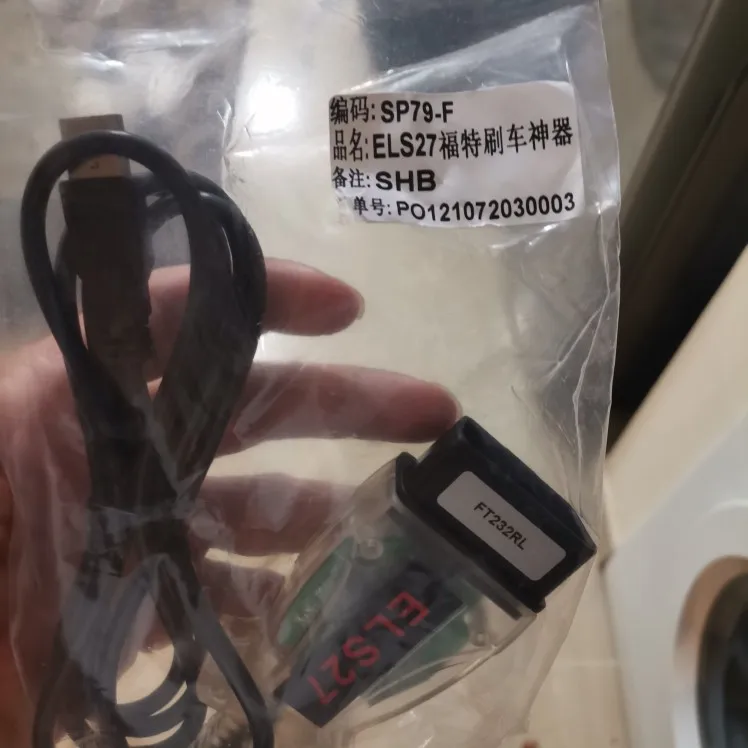 编码: SP79-F
品名: ELS27福特刷车神器
备注: SHB
单号: PO121072030003
FT232RL
ELS27